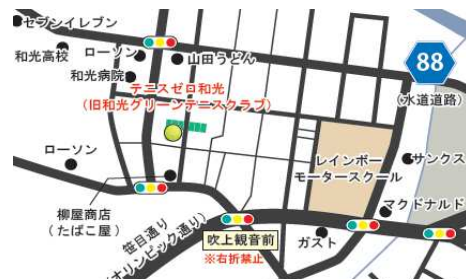 セブンイレブン
和光高校
ローソン
山田うどん
和光病院
88
(水道道路)
テニスゼロ和光
(旧和光グリーンテニスクラブ)
ローソン
レインボー
モータースクール
サンクス
柳屋商店
(たばこ屋)
マクドナルド
笹目通り
オリンピック通り)
吹上観音前
※右折禁止
ガスト